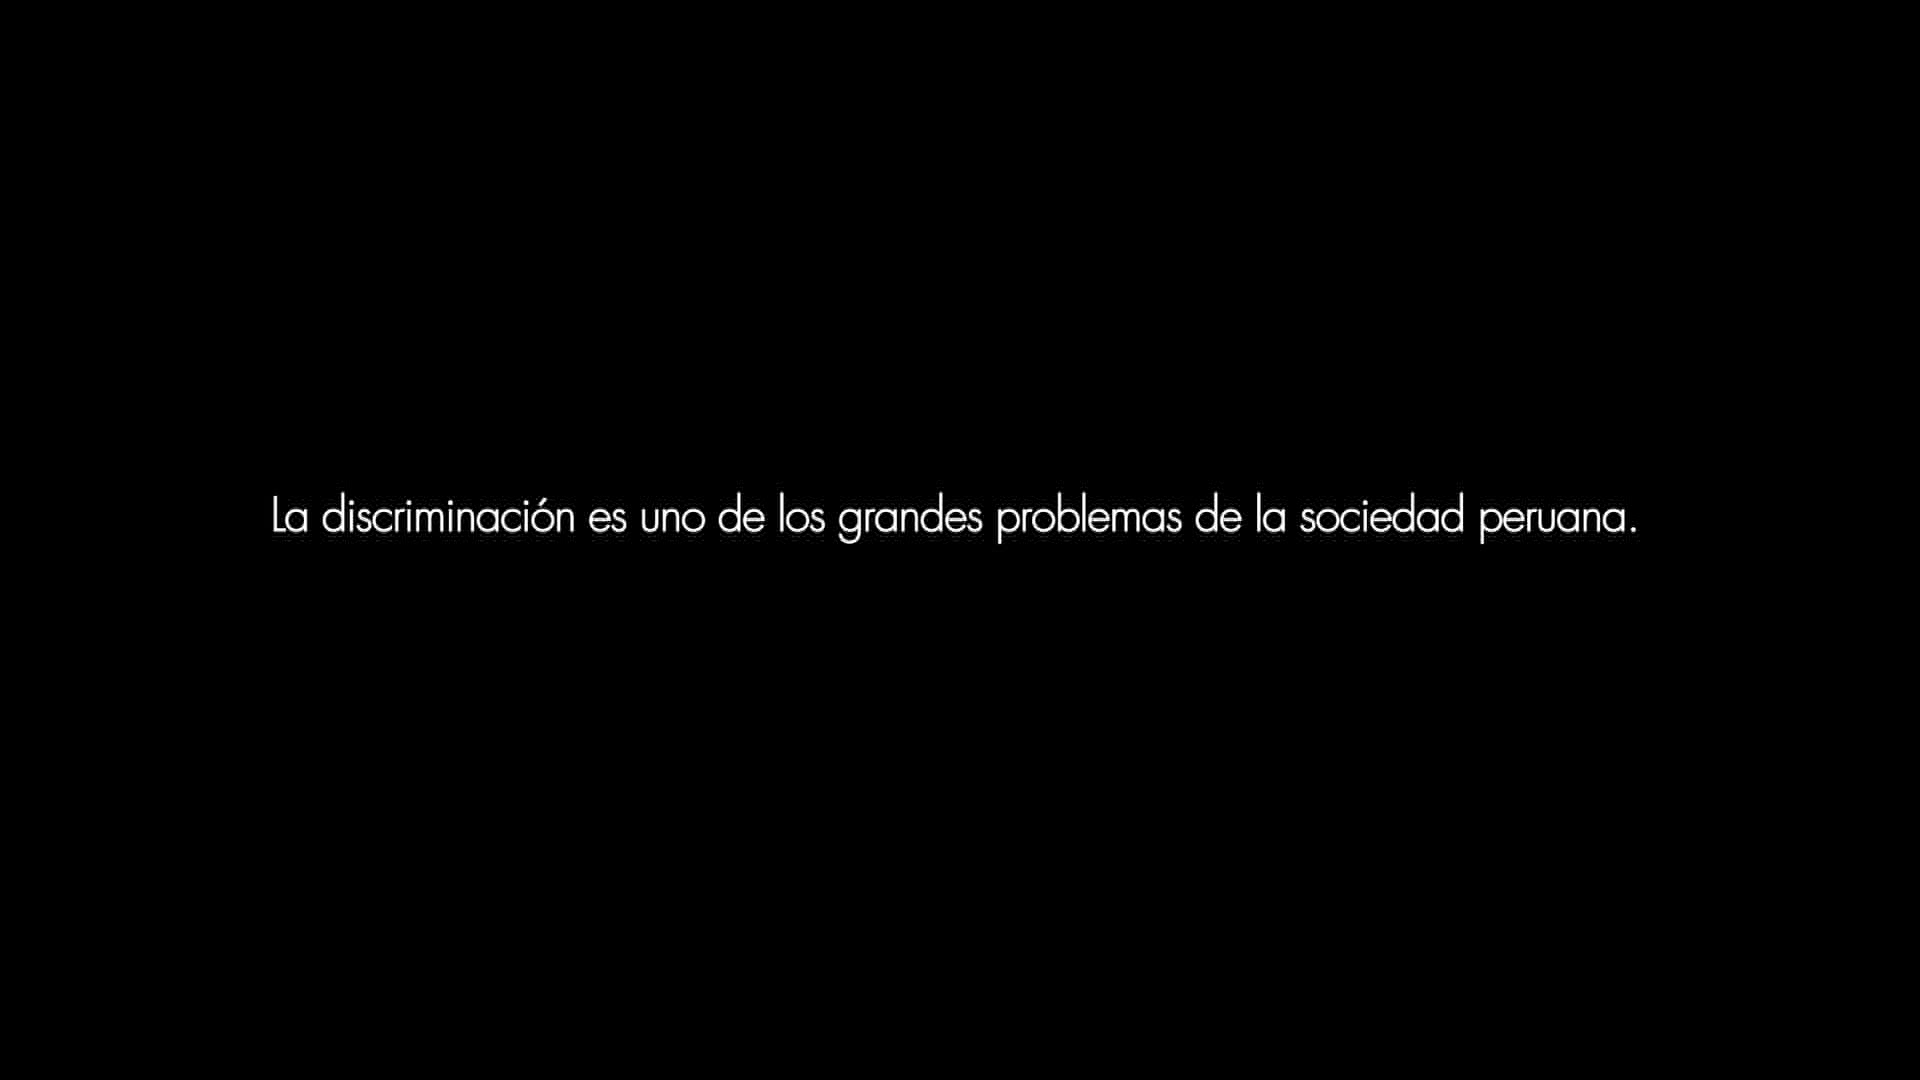 La discriminación es uno de los grandes problemas de la sociedad peruana.